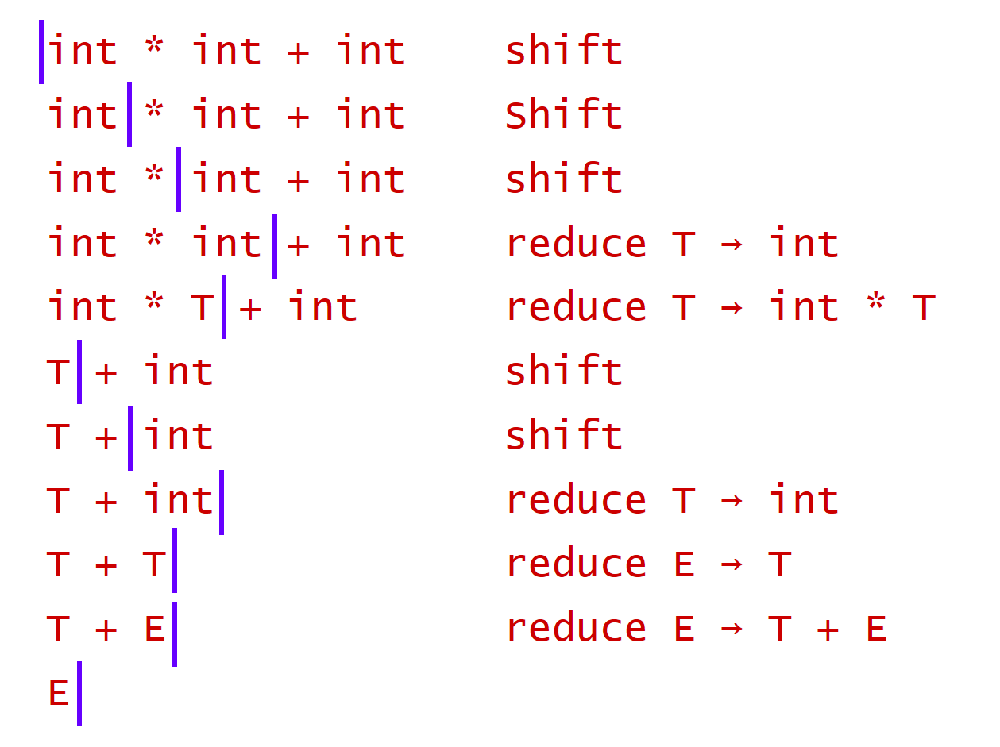 |int * int + int shift
int| * int + int Shift
int * |int + int shift
int * int| + int reduce T → int
int * T| + int reduce T → int * T
T| + int shift
T + |int shift
T + int| reduce T → int
T + T| reduce E → T
T + E| reduce E → T + E
E|